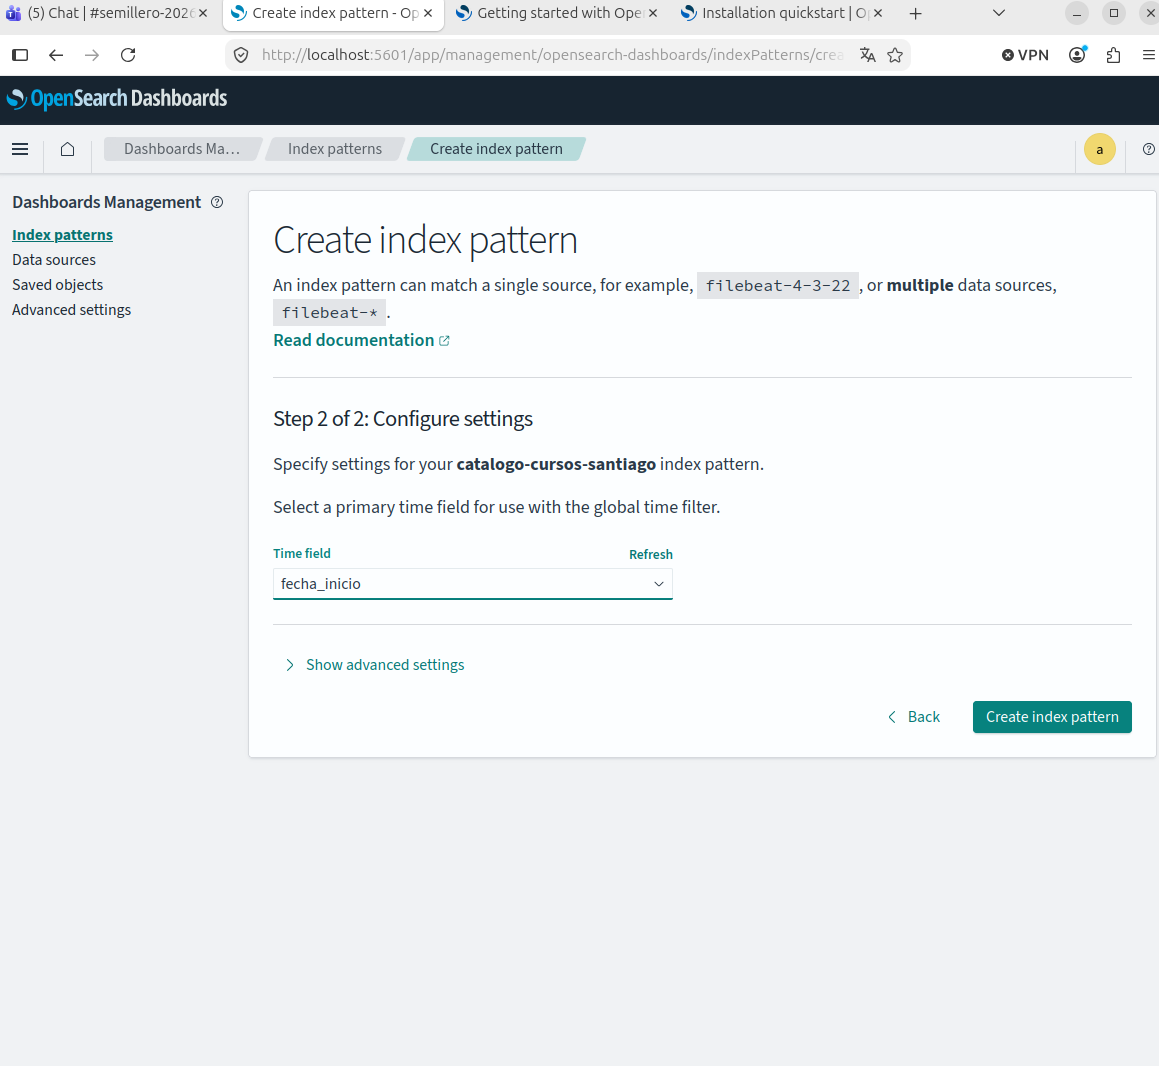 (5) Chat | #semillero-2026
Create index pattern - Op
Getting started with Ope
Installation quickstart | O
http://localhost:5601/app/management/opensearch-dashboards/indexPatterns/crea
VPN
OpenSearch Dashboards
Dashboards Ma…
Index patterns
Create index pattern
a
Dashboards Management
Index patterns
Data sources
Saved objects
Advanced settings
Create index pattern
An index pattern can match a single source, for example, filebeat-4-3-22 , or multiple data sources,
filebeat-* .
Read documentation
Step 2 of 2: Configure settings
Specify settings for your catalogo-cursos-santiago index pattern.
Select a primary time field for use with the global time filter.
Time field
Refresh
fecha_inicio
Show advanced settings
Back
Create index pattern